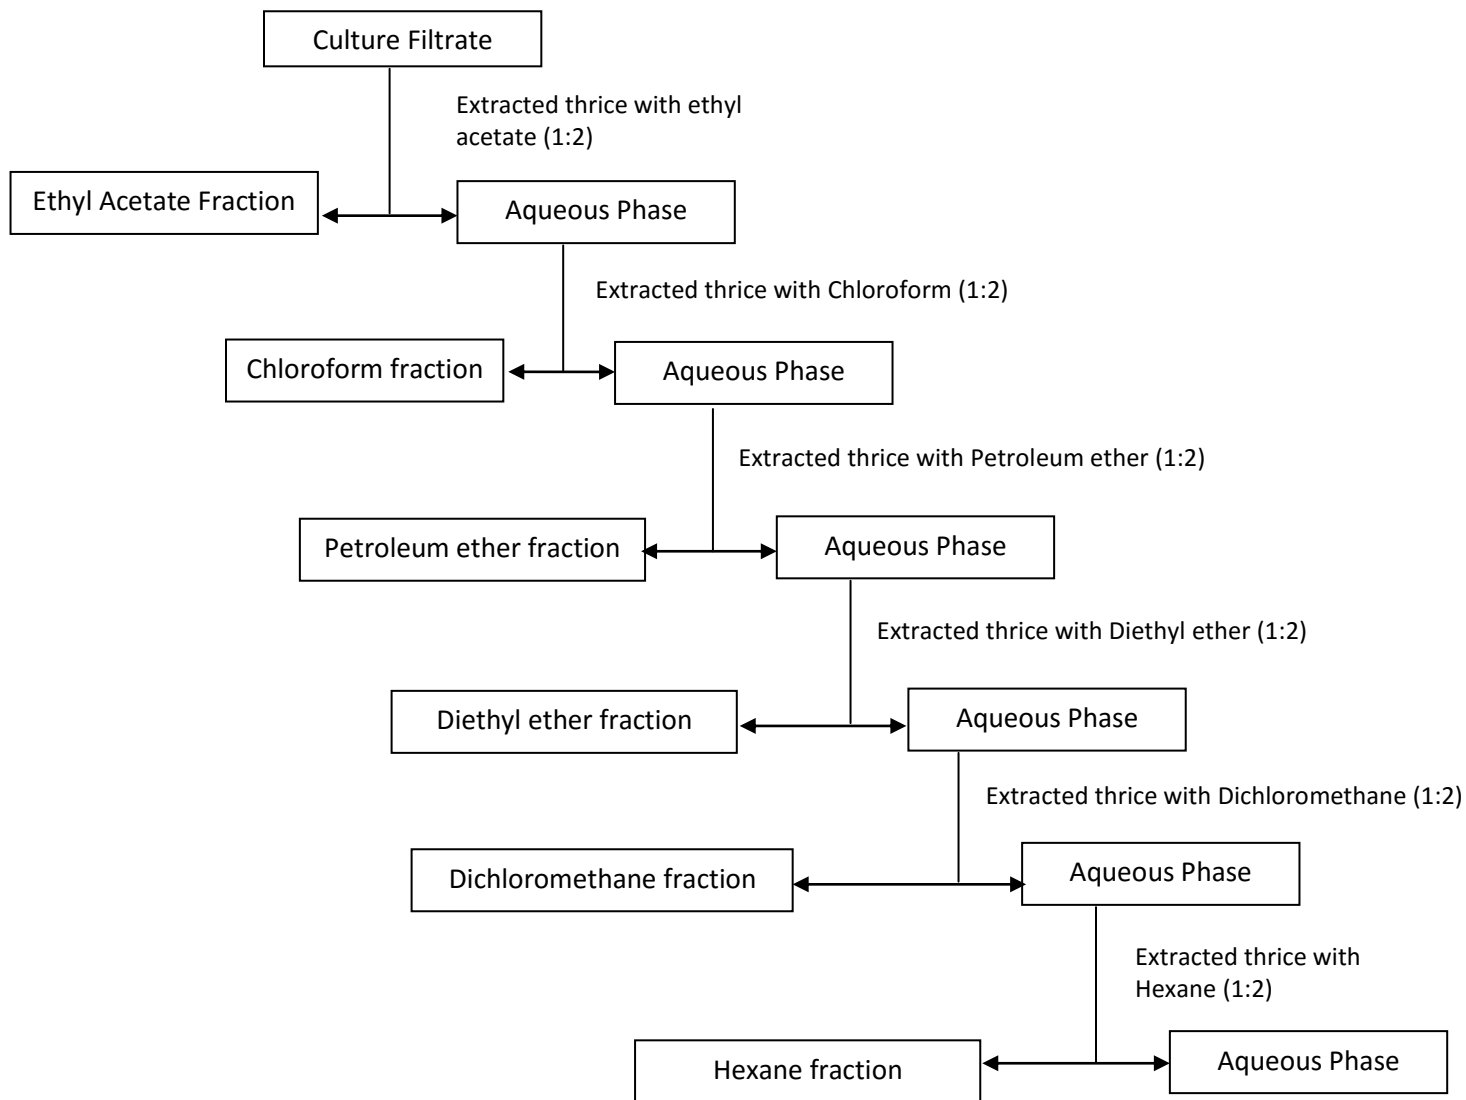 Culture Filtrate
Extracted thrice with ethyl
acetate (1:2)
Ethyl Acetate Fraction
Aqueous Phase
Extracted thrice with Chloroform (1:2)
Chloroform fraction
Aqueous Phase
Extracted thrice with Petroleum ether (1:2)
Petroleum ether fraction
Aqueous Phase
Extracted thrice with Diethyl ether (1:2)
Diethyl ether fraction
Aqueous Phase
Extracted thrice with Dichloromethane (1:2)
Dichloromethane fraction
Aqueous Phase
Extracted thrice with
Hexane (1:2)
Hexane fraction
Aqueous Phase